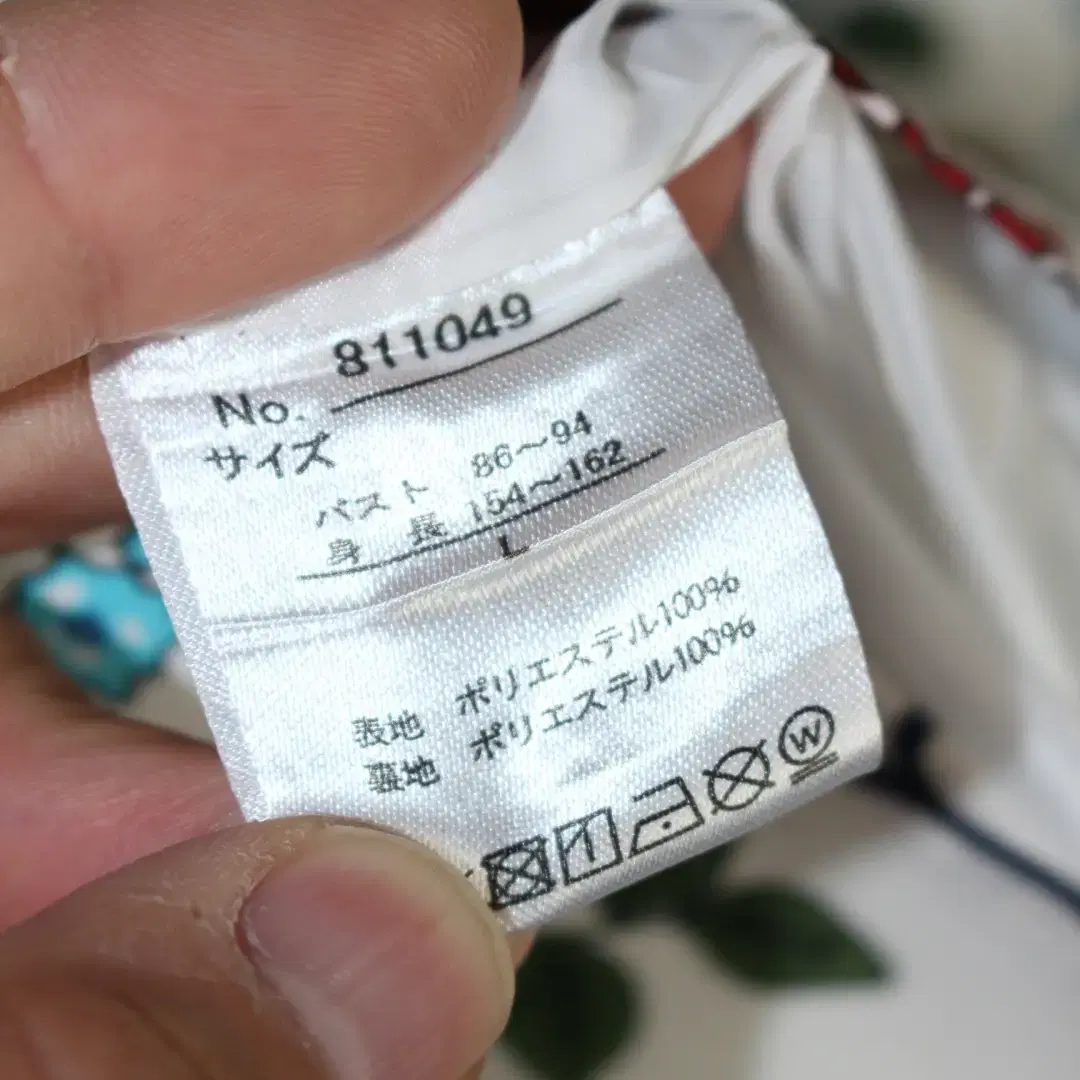 No. 811049
サイズ
バスト 86～94
身長 154～162
L
表地 ポリエステル100%
裏地 ポリエステル100%
W